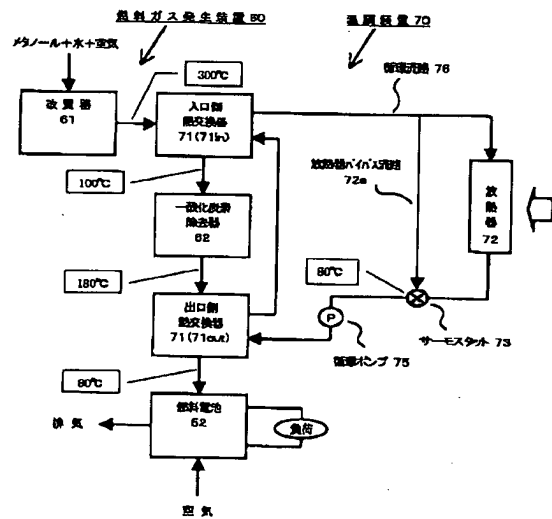 燃料ガス発生装置 60
温調装置 70
メタノール＋水＋空気
300℃
循環流路 76
改質器
61
入口側
熱交換器
71(71in)
100℃
放熱器バイパス流路
72a
放熱器
72
一酸化炭素
除去器
62
180℃
80℃
出口側
熱交換器
71(71out)
P
サーモスタット 73
循環ポンプ 75
80℃
燃料電池
52
負荷
排気
空気